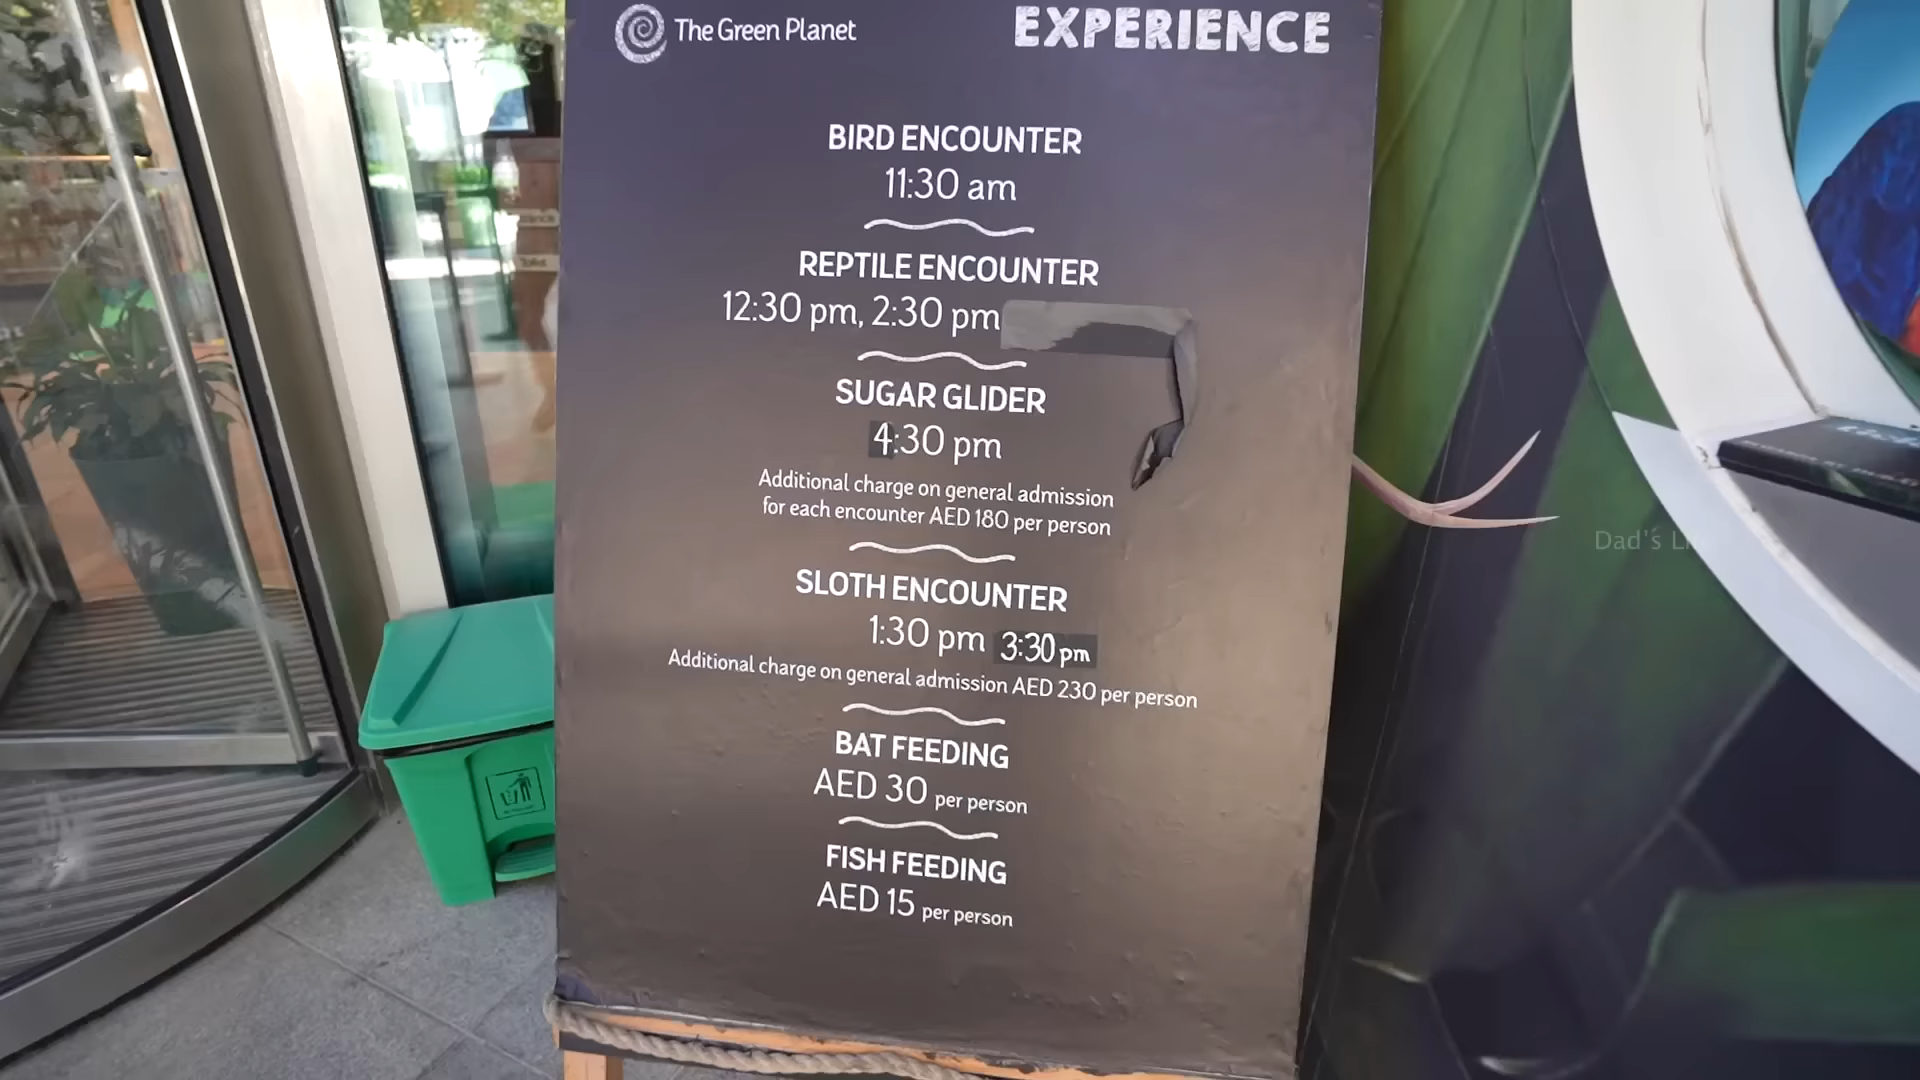 The Green Planet
EXPERIENCE
BIRD ENCOUNTER
11:30 am
REPTILE ENCOUNTER
12:30 pm, 2:30 pm
SUGAR GLIDER
4:30 pm
Additional charge on general admission
for each encounter AED 180 per person
SLOTH ENCOUNTER
1:30 pm 3:30 pm
Additional charge on general admission AED 230 per person
BAT FEEDING
AED 30 per person
FISH FEEDING
AED 15 per person
Dad's